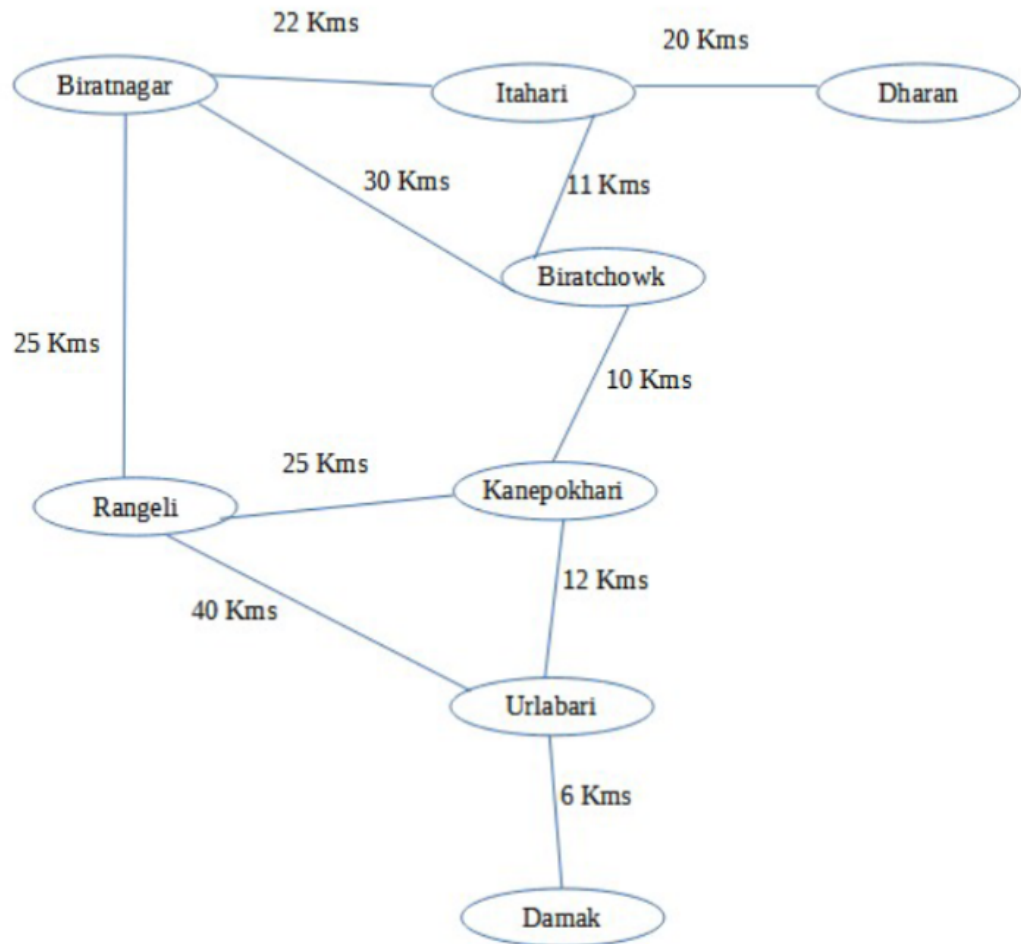 22 Kms
20 Kms
Biratnagar
Itahari
Dharan
30 Kms
11 Kms
Biratchowk
25 Kms
10 Kms
25 Kms
Kanepokhari
Rangeli
12 Kms
40 Kms
Urlabari
6 Kms
Damak